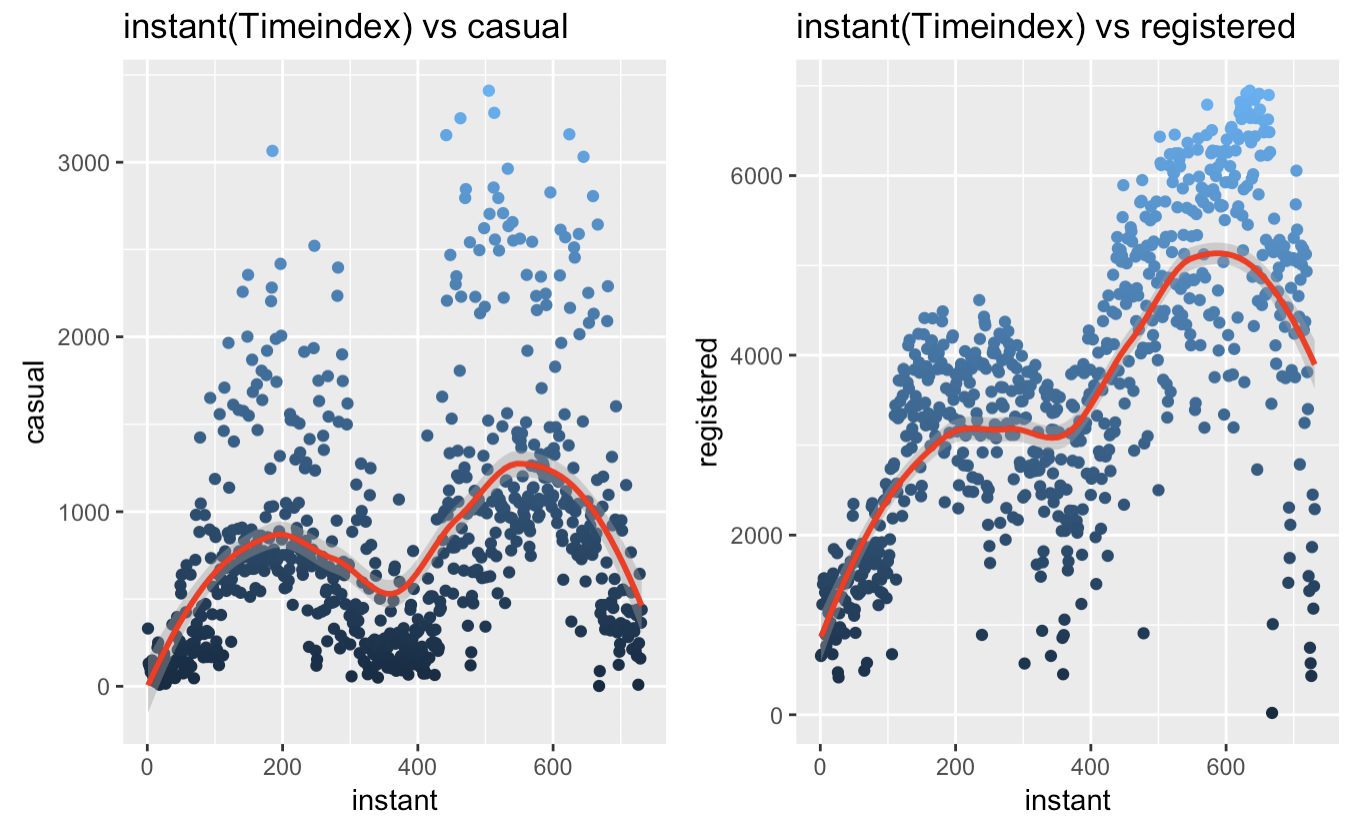 instant(Timeindex) vs casual
casual
3000
2000
1000
0
0 200 400 600
instant
instant(Timeindex) vs registered
registered
6000
4000
2000
0
0 200 400 600
instant